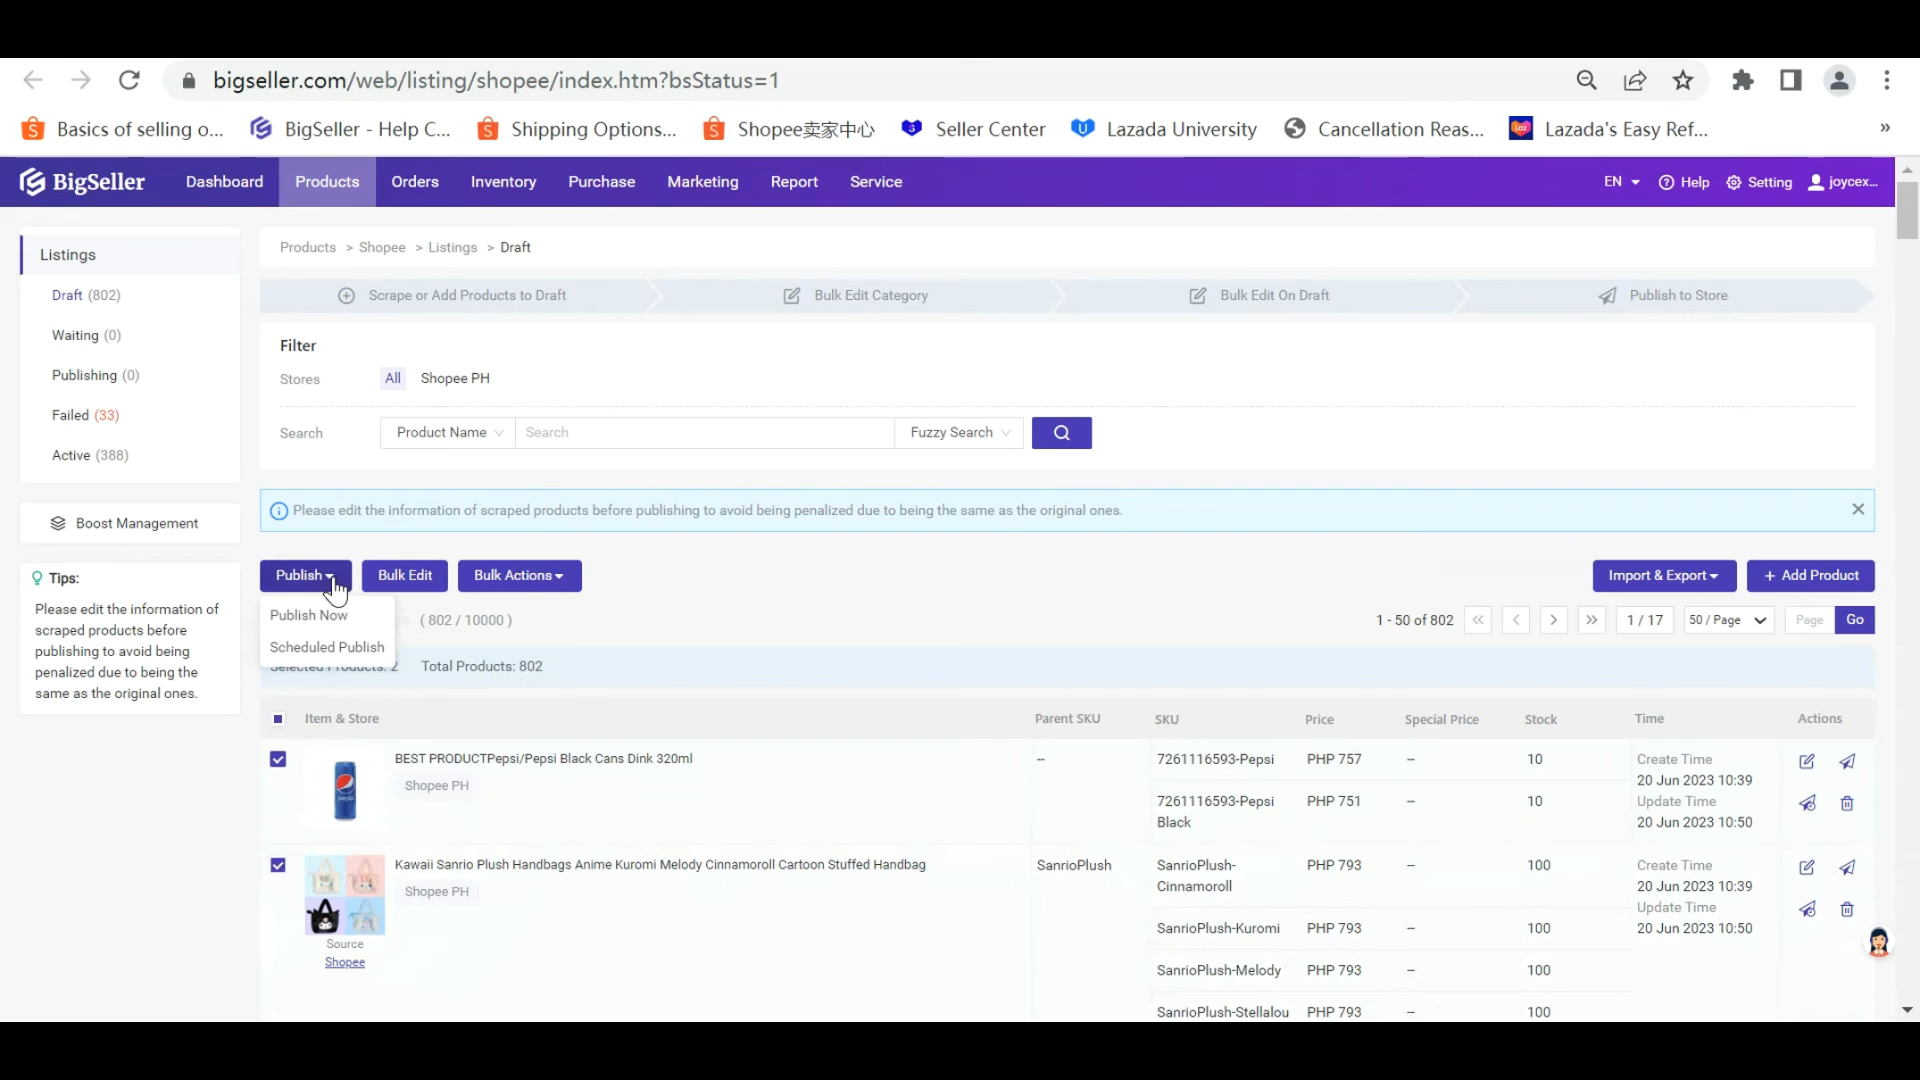 bigseller.com/web/listing/shopee/index.htm?bsStatus=1
Basics of selling o... BigSeller - Help C... Shipping Options... Shopee卖家中心 Seller Center Lazada University Cancellation Reas... Lazada's Easy Ref... »
BigSeller Dashboard Products Orders Inventory Purchase Marketing Report Service EN Help Setting joycex...
Listings
Draft (802)
Waiting (0)
Publishing (0)
Failed (33)
Active (388)
Boost Management
Tips:
Please edit the information of
scraped products before
publishing to avoid being
penalized due to being the
same as the original ones.
Products > Shopee > Listings > Draft
Scrape or Add Products to Draft Bulk Edit Category Bulk Edit On Draft Publish to Store
Filter
Stores All Shopee PH
Search Product Name Search Fuzzy Search
Please edit the information of scraped products before publishing to avoid being penalized due to being the same as the original ones.
Publish Bulk Edit Bulk Actions Import & Export + Add Product
Publish Now
Scheduled Publish
( 802 / 10000 ) 1 - 50 of 802 « < > » 1 / 17 50 / Page Page Go
Selected Products: 2 Total Products: 802
Item & Store Parent SKU SKU Price Special Price Stock Time Actions
BEST PRODUCTPepsi/Pepsi Black Cans Dink 320ml -- 7261116593-Pepsi PHP 757 -- 10 Create Time
Shopee PH 20 Jun 2023 10:39
7261116593-Pepsi PHP 751 -- 10 Update Time
Black 20 Jun 2023 10:50
pepsi
Kawaii Sanrio Plush Handbags Anime Kuromi Melody Cinnamoroll Cartoon Stuffed Handbag SanrioPlush SanrioPlush- PHP 793 -- 100 Create Time
Shopee PH Cinnamoroll 20 Jun 2023 10:39
Update Time
SanrioPlush-Kuromi PHP 793 -- 100 20 Jun 2023 10:50
Source
Shopee
SanrioPlush-Melody PHP 793 -- 100
SanrioPlush-Stellalou PHP 793 -- 100